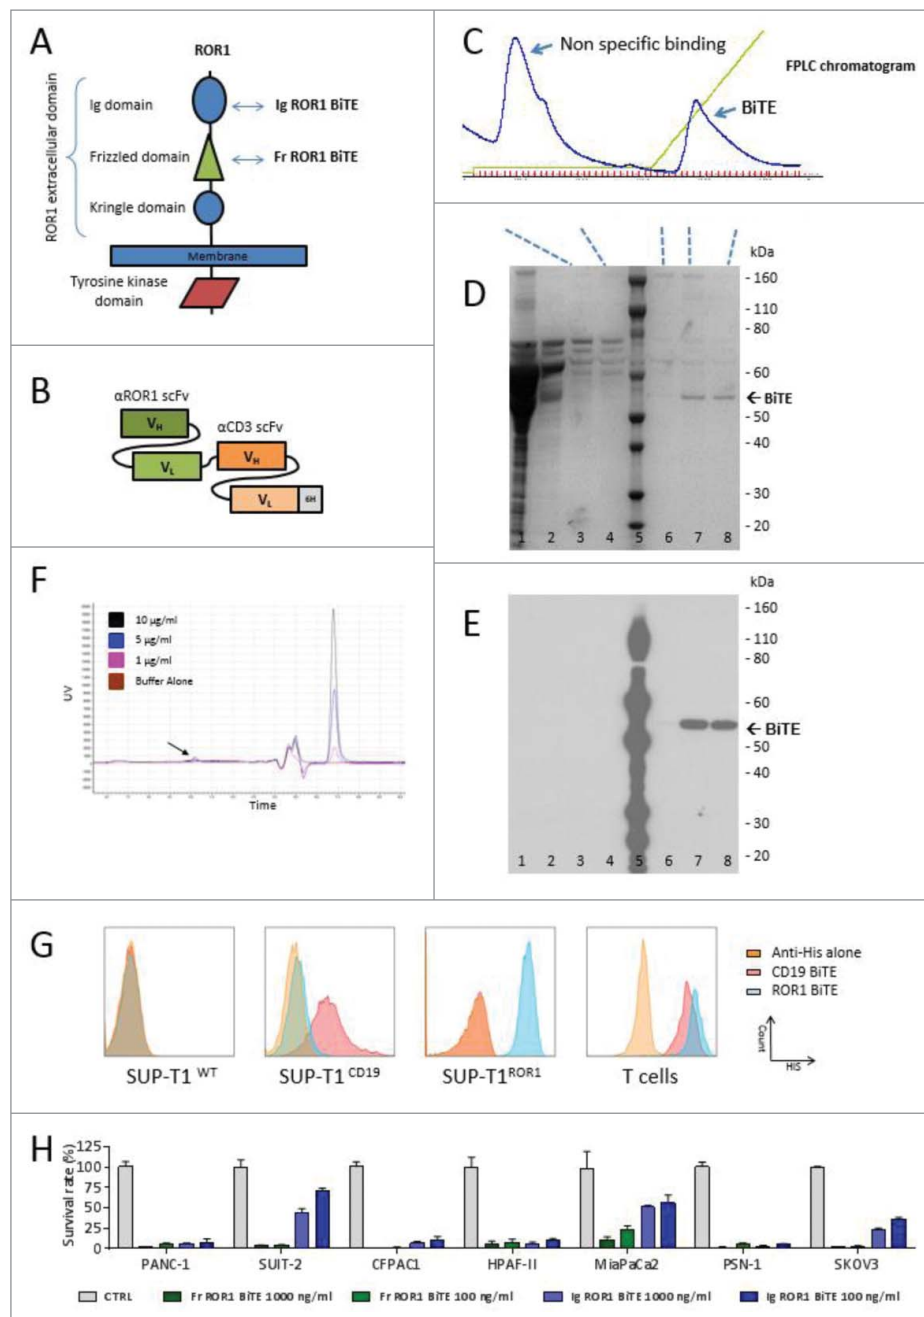 A
ROR1
Ig domain
Ig ROR1 BiTE
Frizzled domain
Fr ROR1 BiTE
Kringle domain
ROR1 extracellular domain
Membrane
Tyrosine kinase
domain
B
αROR1 scFv
VH
VL
αCD3 scFv
VH
VL
6H
C
Non specific binding
FPLC chromatogram
BiTE
D
kDa
- 160
- 110
- 80
- 60
← BiTE
- 50
- 40
- 30
- 20
1 2 3 4 5 6 7 8
E
kDa
- 160
- 110
- 80
- 60
← BiTE
- 50
- 40
- 30
- 20
1 2 3 4 5 6 7 8
F
10 µg/ml
5 µg/ml
1 µg/ml
Buffer Alone
UV
Time
G
SUP-T1 WT
SUP-T1 CD19
SUP-T1 ROR1
T cells
Anti-His alone
CD19 BiTE
ROR1 BiTE
Count
HIS
H
Survival rate (%)
125
100
75
50
25
0
PANC-1 SUIT-2 CFPAC1 HPAF-II MiaPaCa2 PSN-1 SKOV3
CTRL Fr ROR1 BiTE 1000 ng/ml Fr ROR1 BiTE 100 ng/ml Ig ROR1 BiTE 1000 ng/ml Ig ROR1 BiTE 100 ng/ml